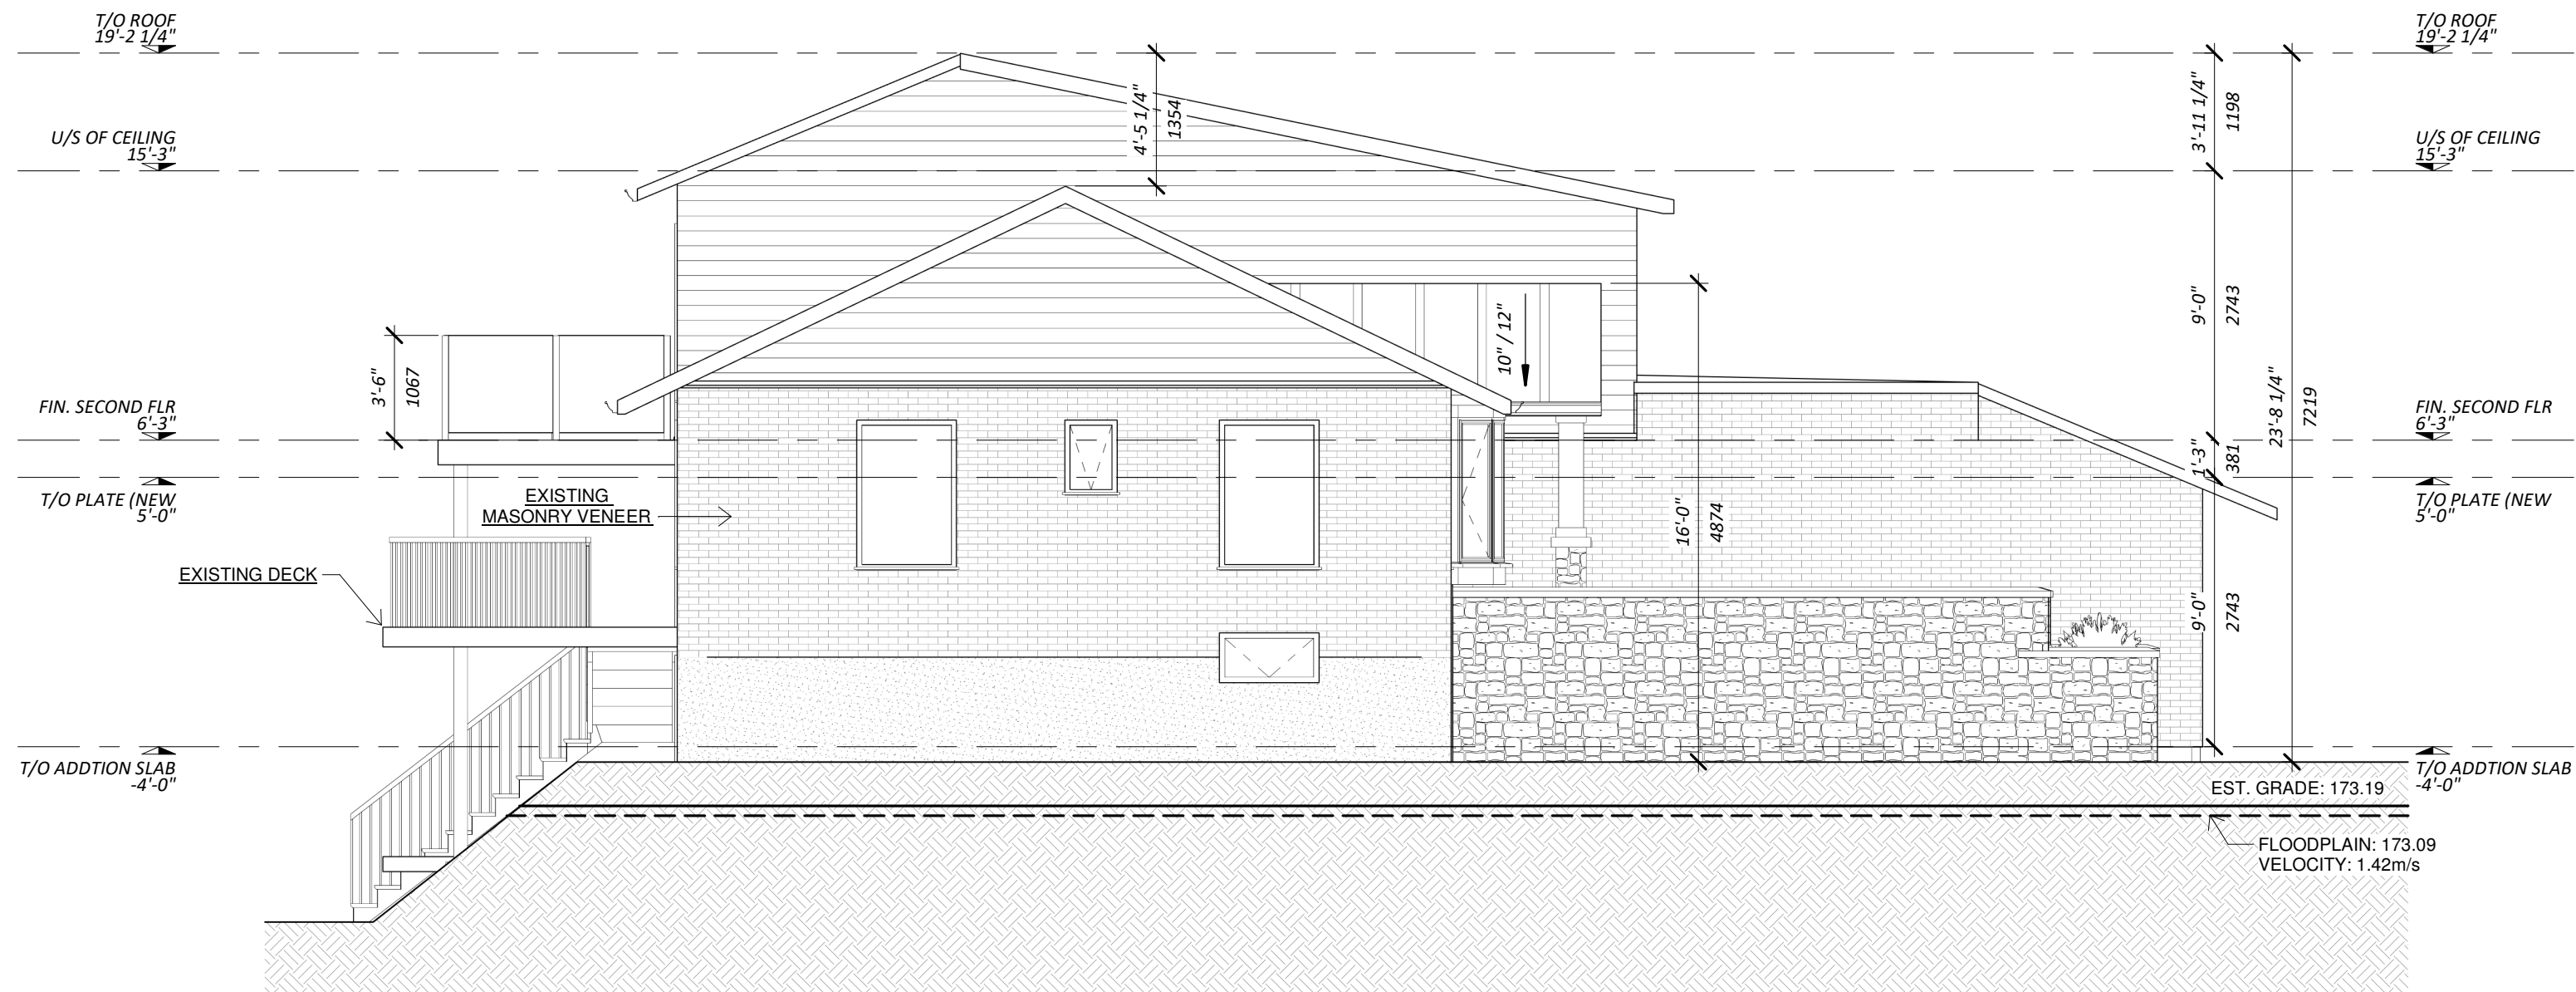 T/O ROOF
19'-2 1/4"
U/S OF CEILING
15'-3"
FIN. SECOND FLR
6'-3"
T/O PLATE (NEW
5'-0"
T/O ADDTION SLAB
-4'-0"
3'-6"
1067
EXISTING DECK
EXISTING
MASONRY VENEER
4'-5 1/4"
1354
10" / 12"
16'-0"
4874
3'-11 1/4"
1198
9'-0"
2743
1'-3"
381
9'-0"
2743
23'-8 1/4"
7219
T/O ROOF
19'-2 1/4"
U/S OF CEILING
15'-3"
FIN. SECOND FLR
6'-3"
T/O PLATE (NEW
5'-0"
T/O ADDTION SLAB
-4'-0"
EST. GRADE: 173.19
FLOODPLAIN: 173.09
VELOCITY: 1.42m/s